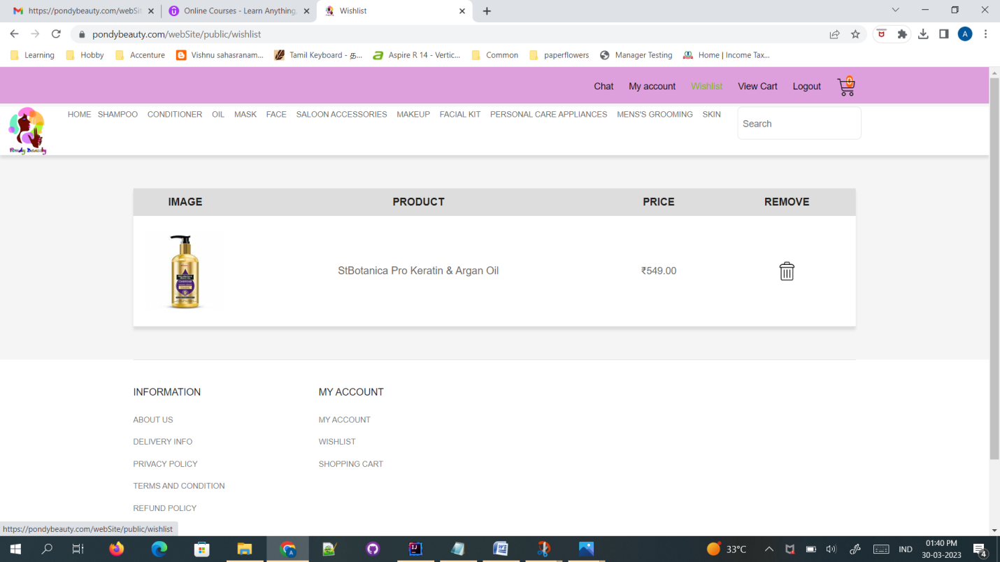 https://pondybeauty.com/webSit
Online Courses - Learn Anything,
Wishlist
pondybeauty.com/webSite/public/wishlist
A
Learning
Hobby
Accenture
Vishnu sahasranam...
Tamil Keyboard - த...
Aspire R 14 - Vertic...
Common
paperflowers
Manager Testing
Home | Income Tax...
Chat
My account
Wishlist
View Cart
Logout
0
Pondy Beauty
HOME
SHAMPOO
CONDITIONER
OIL
MASK
FACE
SALOON ACCESSORIES
MAKEUP
FACIAL KIT
PERSONAL CARE APPLIANCES
MENS'S GROOMING
SKIN
Search
IMAGE
PRODUCT
PRICE
REMOVE
CONDITIONER
StBotanica Pro Keratin & Argan Oil
₹549.00
INFORMATION
MY ACCOUNT
ABOUT US
MY ACCOUNT
DELIVERY INFO
WISHLIST
PRIVACY POLICY
SHOPPING CART
TERMS AND CONDITION
REFUND POLICY
https://pondybeauty.com/webSite/public/wishlist
33°C
IND
01:40 PM
30-03-2023
4